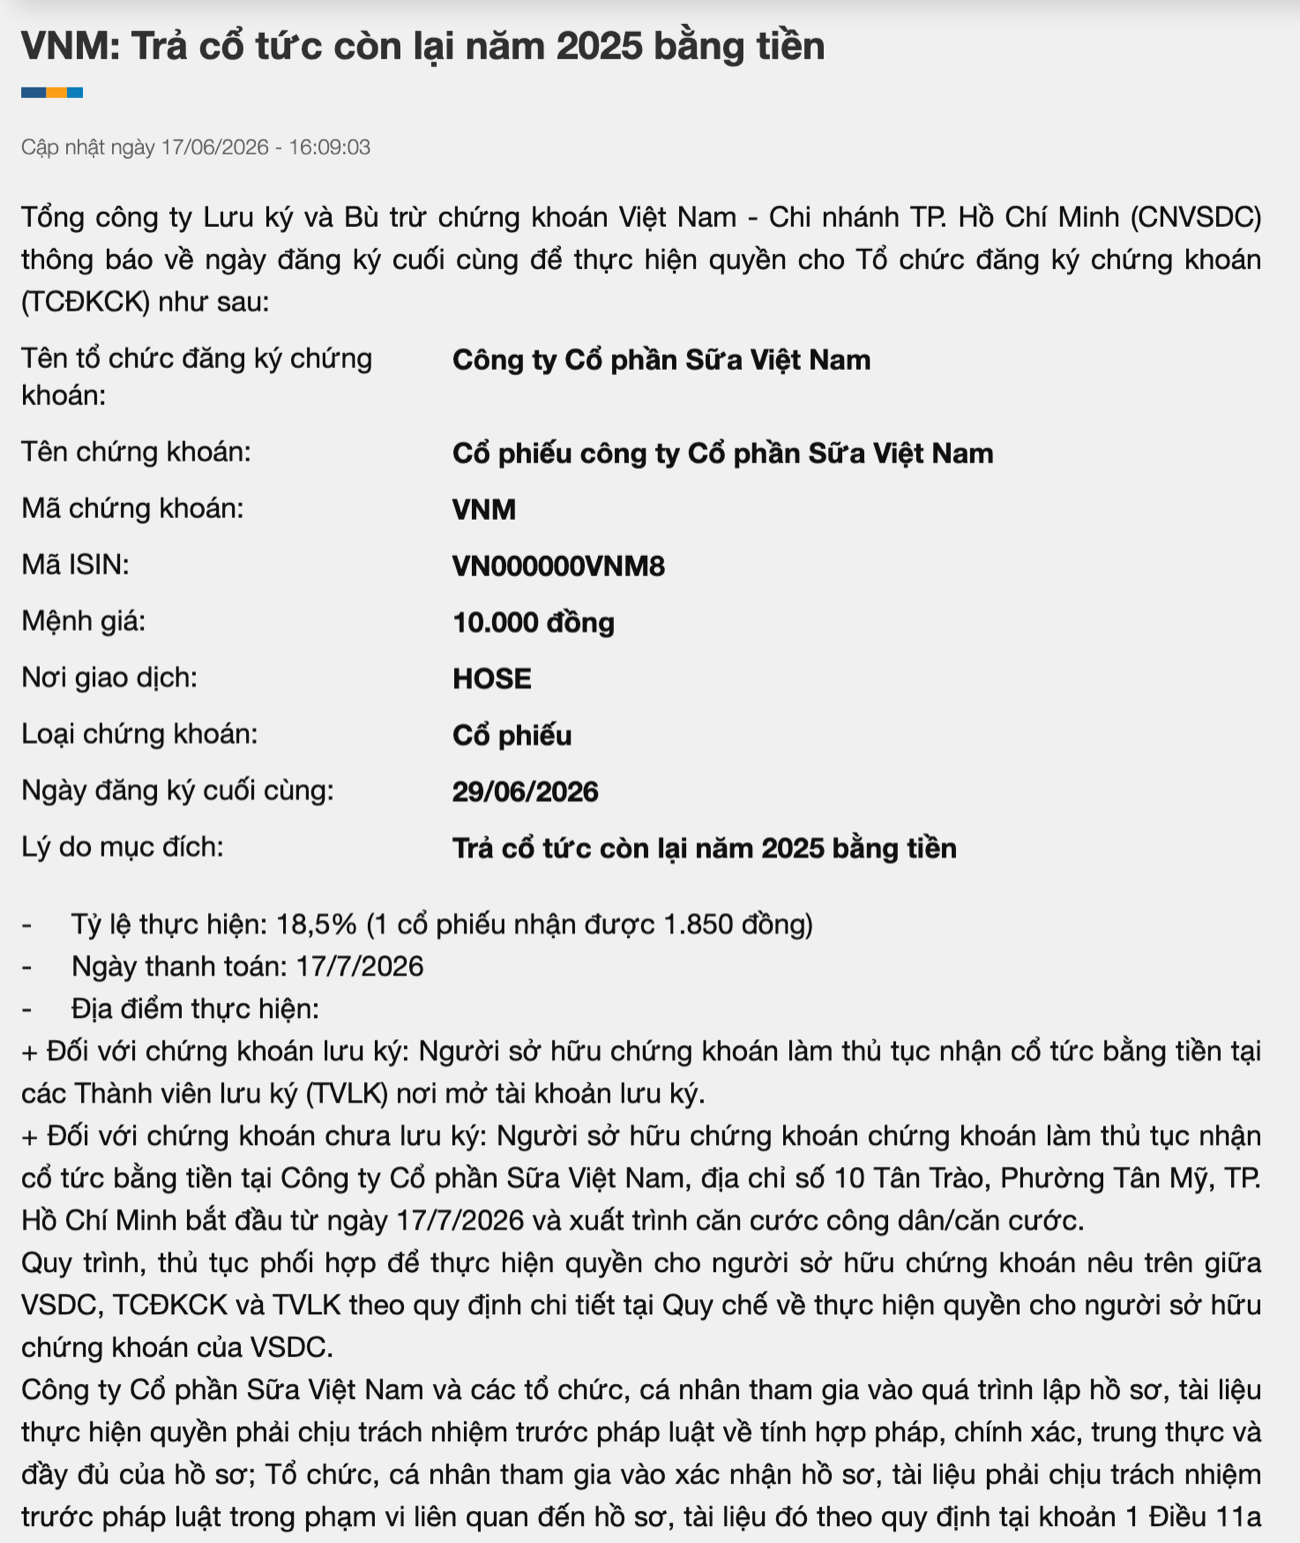 VNM: Trả cổ tức còn lại năm 2025 bằng tiền
Cập nhật ngày 17/06/2026 - 16:09:03
Tổng công ty Lưu ký và Bù trừ chứng khoán Việt Nam - Chi nhánh TP. Hồ Chí Minh (CNVSDC)
thông báo về ngày đăng ký cuối cùng để thực hiện quyền cho Tổ chức đăng ký chứng khoán
(TCĐKCK) như sau:
Tên tổ chức đăng ký chứng khoán: Công ty Cổ phần Sữa Việt Nam
Tên chứng khoán: Cổ phiếu công ty Cổ phần Sữa Việt Nam
Mã chứng khoán: VNM
Mã ISIN: VN000000VNM8
Mệnh giá: 10.000 đồng
Nơi giao dịch: HOSE
Loại chứng khoán: Cổ phiếu
Ngày đăng ký cuối cùng: 29/06/2026
Lý do mục đích: Trả cổ tức còn lại năm 2025 bằng tiền
- Tỷ lệ thực hiện: 18,5% (1 cổ phiếu nhận được 1.850 đồng)
- Ngày thanh toán: 17/7/2026
- Địa điểm thực hiện:
+ Đối với chứng khoán lưu ký: Người sở hữu chứng khoán làm thủ tục nhận cổ tức bằng tiền tại
các Thành viên lưu ký (TVLK) nơi mở tài khoản lưu ký.
+ Đối với chứng khoán chưa lưu ký: Người sở hữu chứng khoán chứng khoán làm thủ tục nhận
cổ tức bằng tiền tại Công ty Cổ phần Sữa Việt Nam, địa chỉ số 10 Tân Trào, Phường Tân Mỹ, TP.
Hồ Chí Minh bắt đầu từ ngày 17/7/2026 và xuất trình căn cước công dân/căn cước.
Quy trình, thủ tục phối hợp để thực hiện quyền cho người sở hữu chứng khoán nêu trên giữa
VSDC, TCĐKCK và TVLK theo quy định chi tiết tại Quy chế về thực hiện quyền cho người sở hữu
chứng khoán của VSDC.
Công ty Cổ phần Sữa Việt Nam và các tổ chức, cá nhân tham gia vào quá trình lập hồ sơ, tài liệu
thực hiện quyền phải chịu trách nhiệm trước pháp luật về tính hợp pháp, chính xác, trung thực và
đầy đủ của hồ sơ; Tổ chức, cá nhân tham gia vào xác nhận hồ sơ, tài liệu phải chịu trách nhiệm
trước pháp luật trong phạm vi liên quan đến hồ sơ, tài liệu đó theo quy định tại khoản 1 Điều 11a